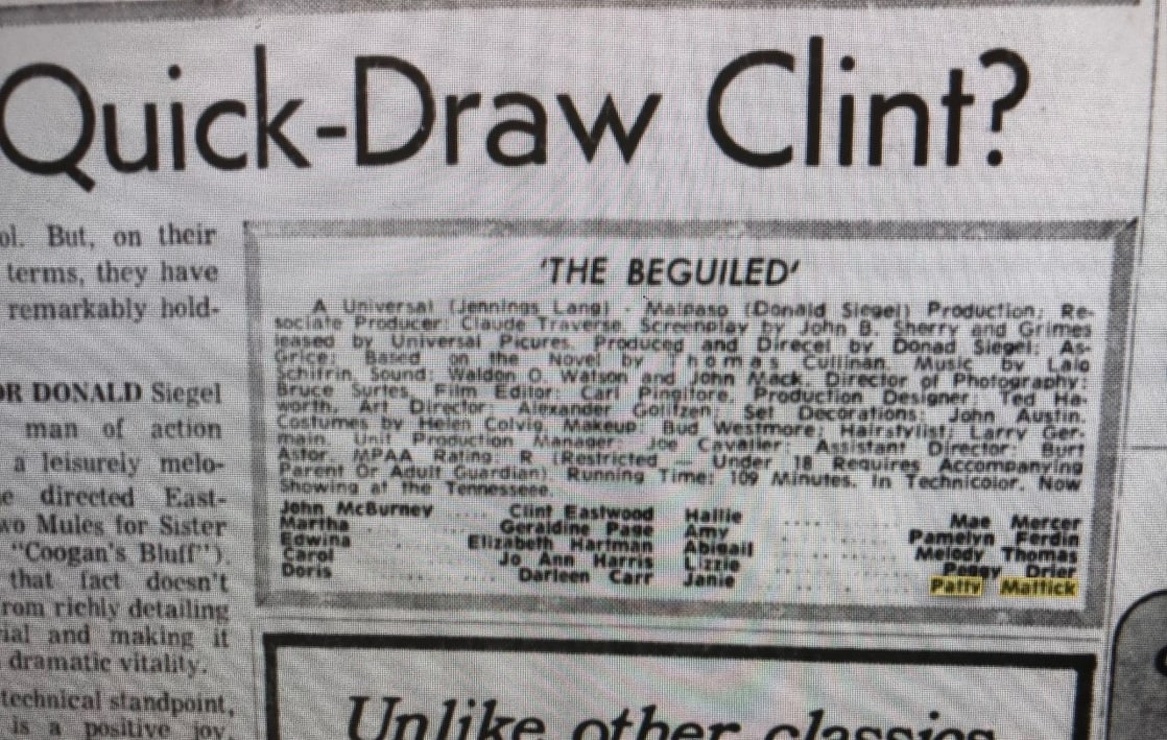 Quick-Draw Clint?
ol. But, on their
terms, they have
remarkably hold-
OR DONALD Siegel
man of action
a leisurely melo-
e directed East-
wo Mules for Sister
"Coogan's Bluff").
that fact doesn't
rom richly detailing
ial and making it
dramatic vitality.
technical standpoint,
is a positive joy.
'THE BEGUILED'
A Universal (Jennings Lang) - Malpaso (Donald Siegel) Production; Re-
sociate Producer: Claude Traverse. Screenplay by John B. Sherry and Grimes
leased by Universal Picures. Produced and Direcel by Donad Siegel; As-
Grice; Based on the Novel by Thomas Cullinan. Music by Lalo
Schifrin. Sound: Waldon O. Watson and John Mack. Director of Photography:
Bruce Surtes. Film Editor: Carl Pingitore. Production Designer: Ted Ha-
worth. Art Director: Alexander Golitzen; Set Decorations: John Austin.
Costumes by Helen Colvig. Makeup: Bud Westmore; Hairstylist: Larry Ger-
main. Unit Production Manager: Joe Cavalier; Assistant Director: Burt
Astor. MPAA Rating: R (Restricted — Under 18 Requires Accompanying
Parent Or Adult Guardian). Running Time: 109 Minutes. In Technicolor. Now
Showing at the Tennesseee.
John McBurney ..... Clint Eastwood
Martha ..... Geraldine Page
Edwina ..... Elizabeth Hartman
Carol ..... Jo Ann Harris
Doris ..... Darleen Carr
Hallie ..... Mae Mercer
Amy ..... Pamelyn Ferdin
Abigail ..... Melody Thomas
Lizzie ..... Peggy Drier
Janie ..... Patty Mattick
Unlike other classics